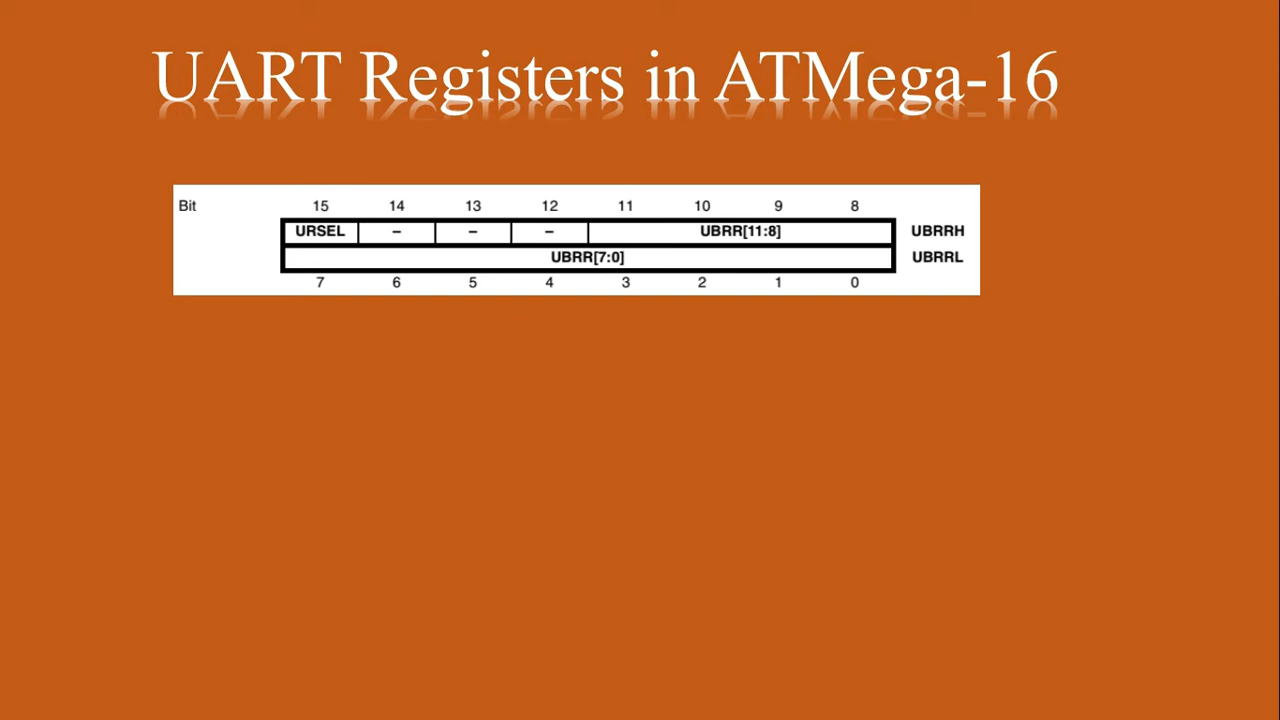 UART Registers in ATMega-16
Bit 15 14 13 12 11 10 9 8
URSEL – – – UBRR[11:8] UBRRH
UBRR[7:0] UBRRL
7 6 5 4 3 2 1 0